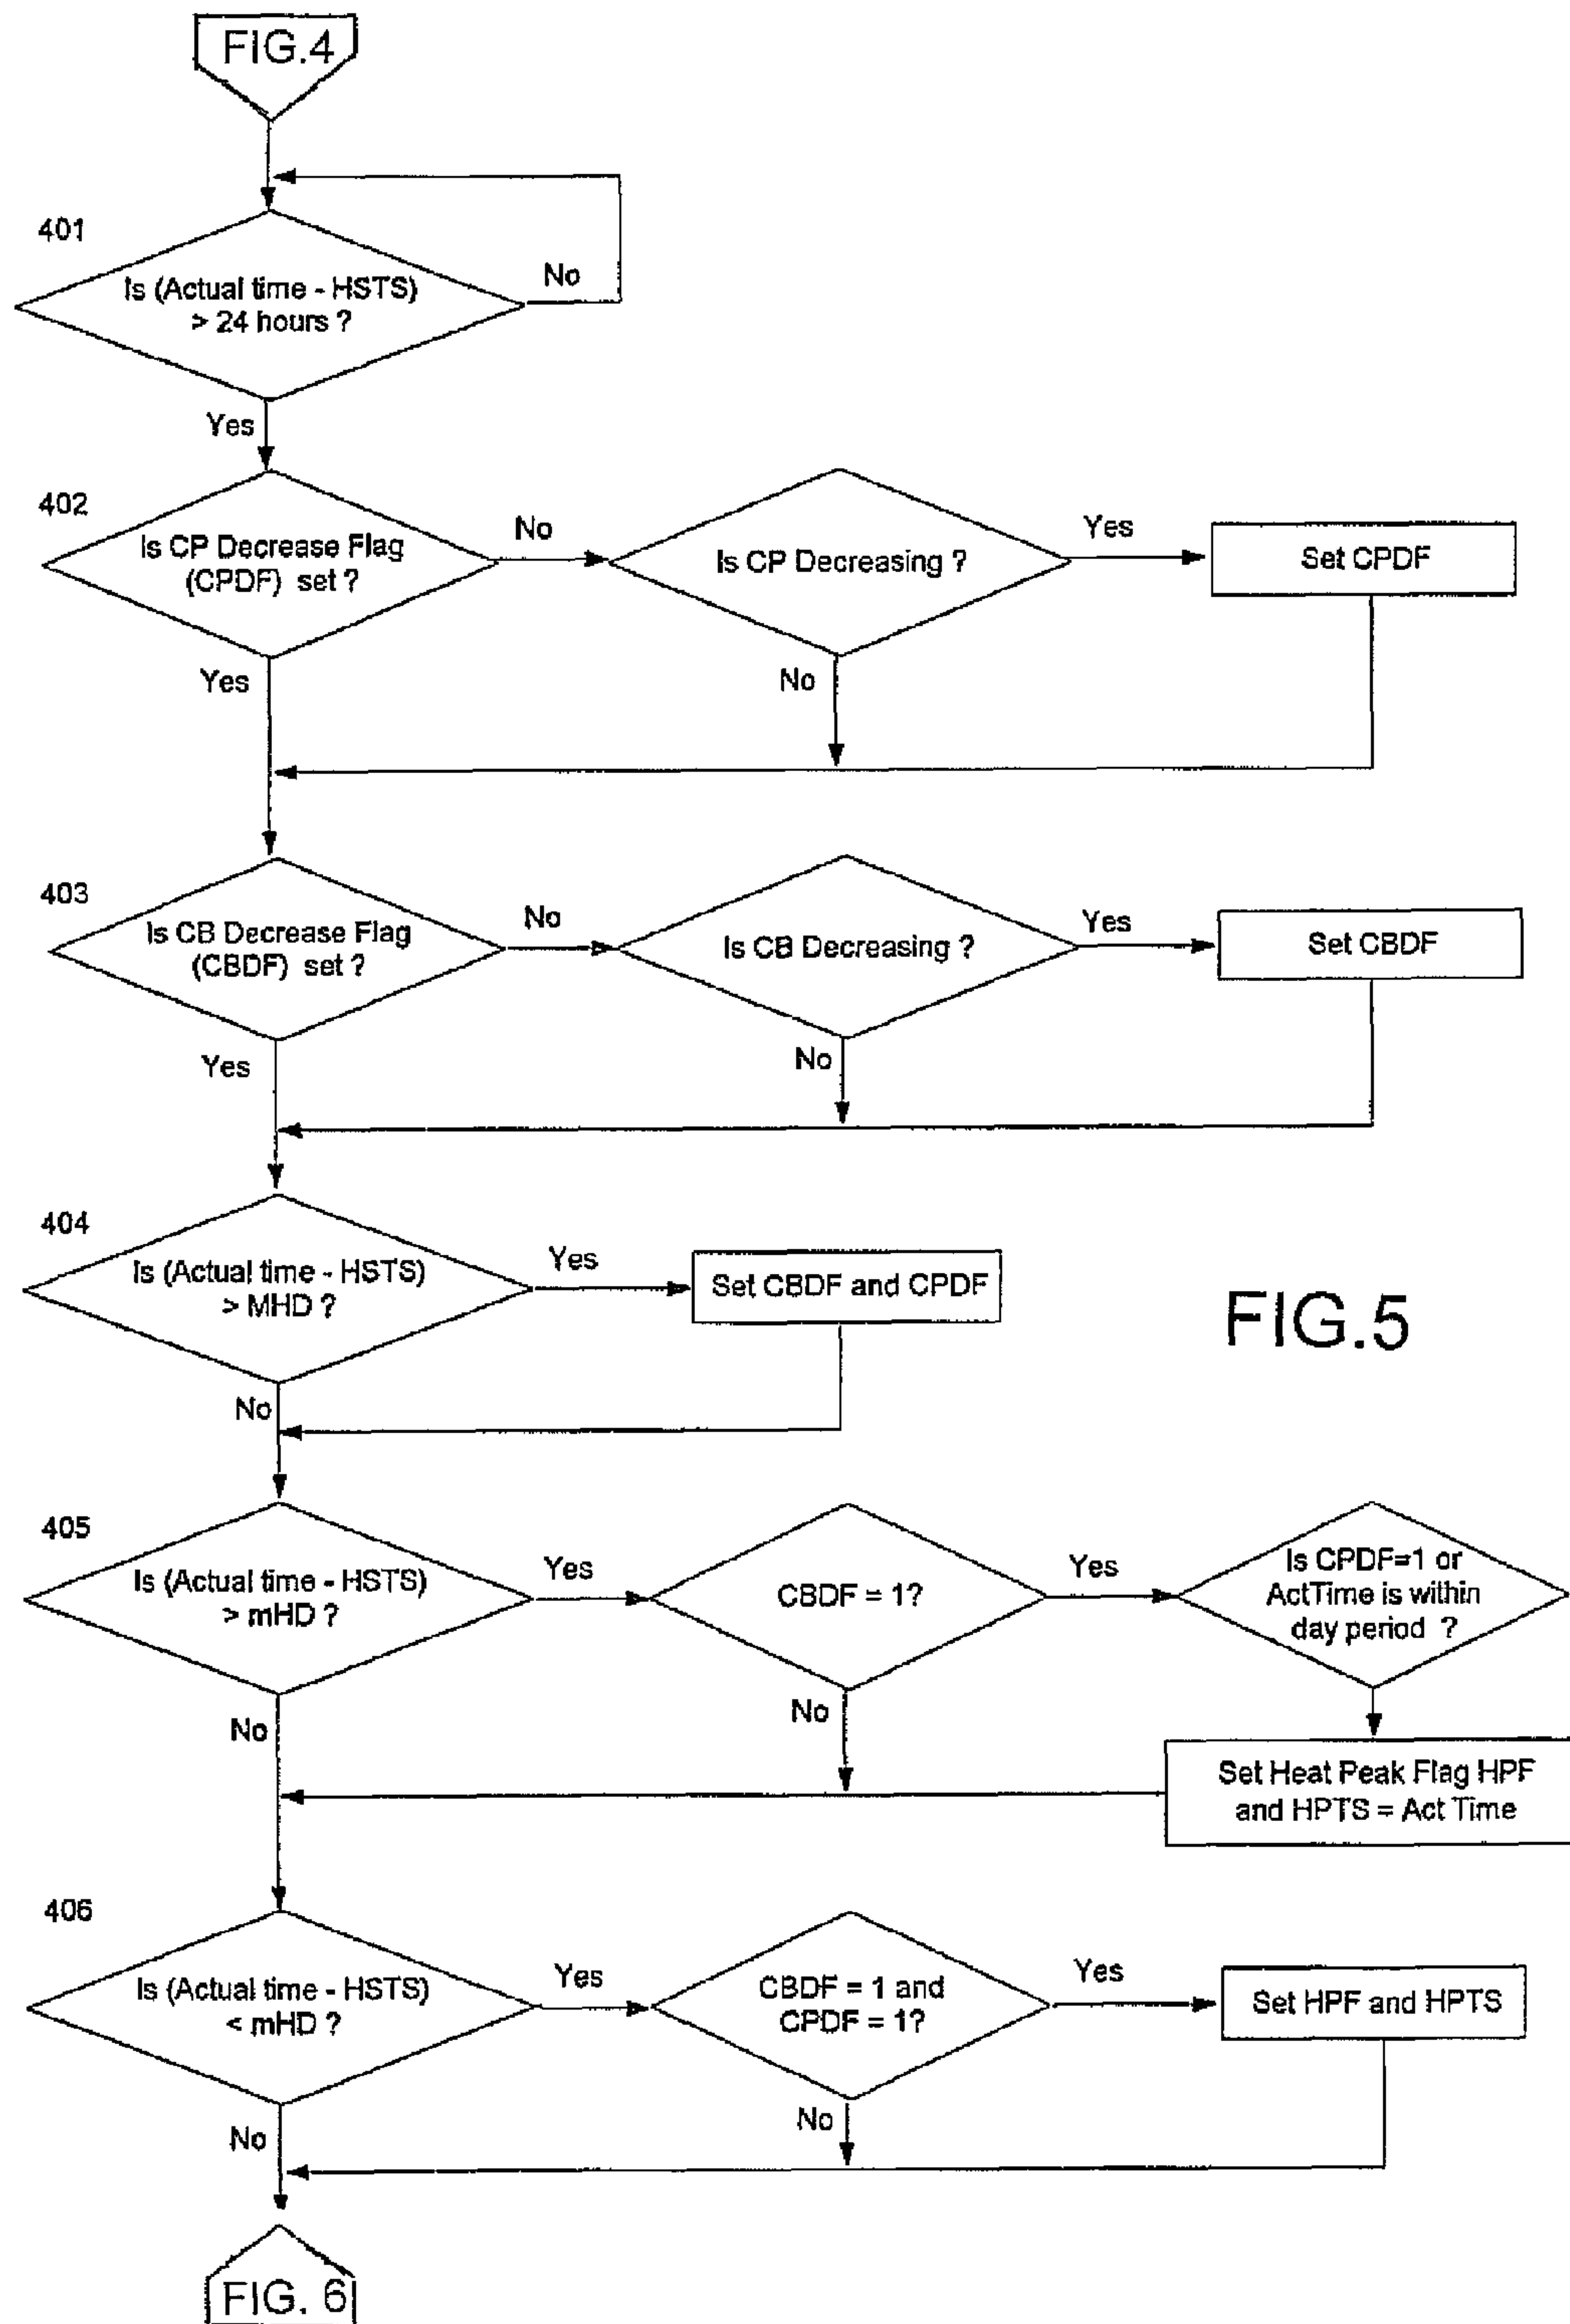 FIG.4
401
Is (Actual time - HSTS)
> 24 hours ?
No
Yes
402
Is CP Decrease Flag
(CPDF) set ?
No
Is CP Decreasing ?
Yes
Set CPDF
Yes
No
403
Is CB Decrease Flag
(CBDF) set ?
No
Is CB Decreasing ?
Yes
Set CBDF
Yes
No
404
Is (Actual time - HSTS)
> MHD ?
Yes
Set CBDF and CPDF
No
FIG.5
405
Is (Actual time - HSTS)
> mHD ?
Yes
CBDF = 1?
Yes
Is CPDF=1 or
ActTime is within
day period ?
No
No
Set Heat Peak Flag HPF
and HPTS = Act Time
406
Is (Actual time - HSTS)
< mHD ?
Yes
CBDF = 1 and
CPDF = 1?
Yes
Set HPF and HPTS
No
No
FIG. 6